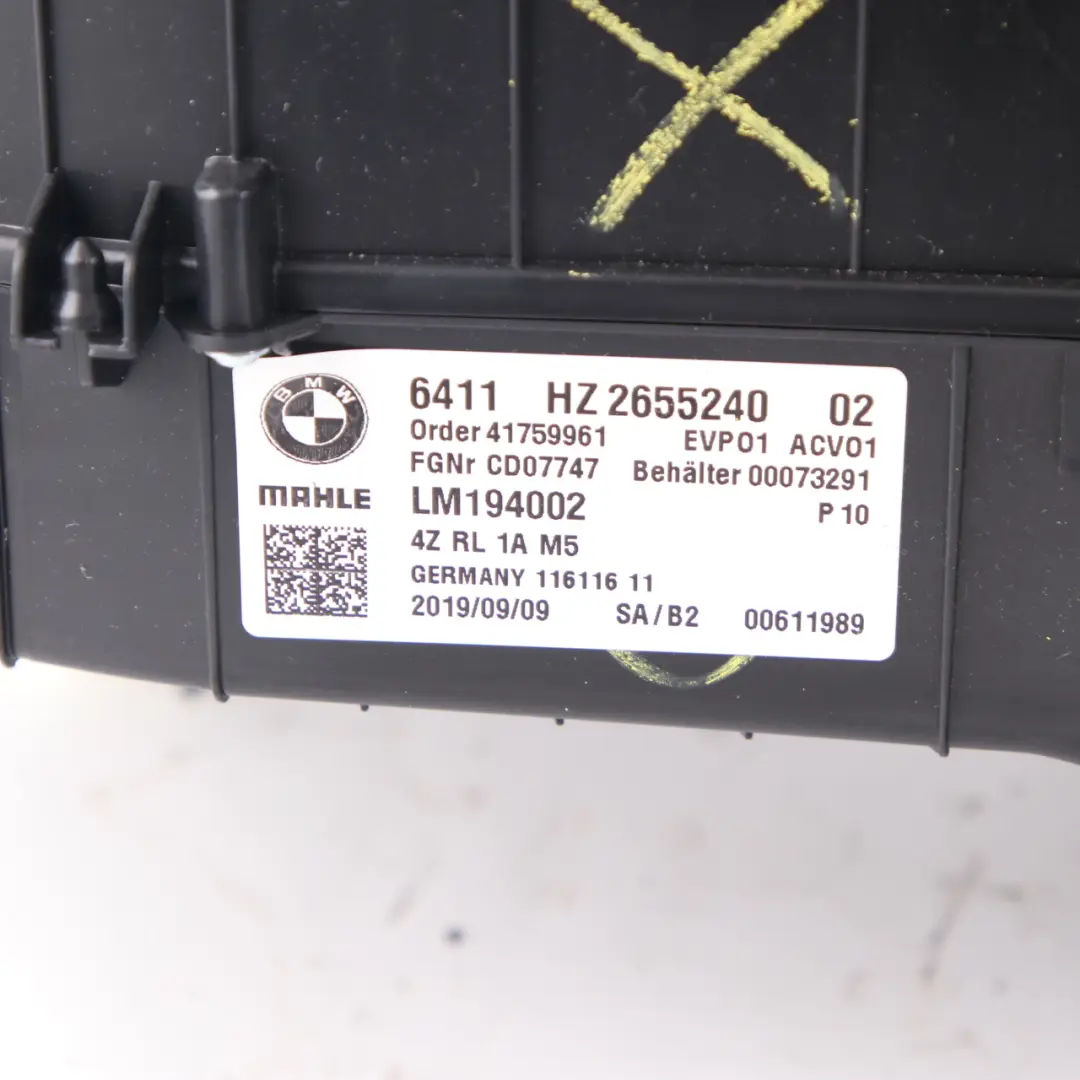 BMW
6411 HZ 2655240 02
Order 41759961 EVP01 ACV01
FGNr CD07747 Behälter 00073291
MAHLE LM194002 P 10
4Z RL 1A M5
GERMANY 116116 11
2019/09/09 SA/B2 00611989